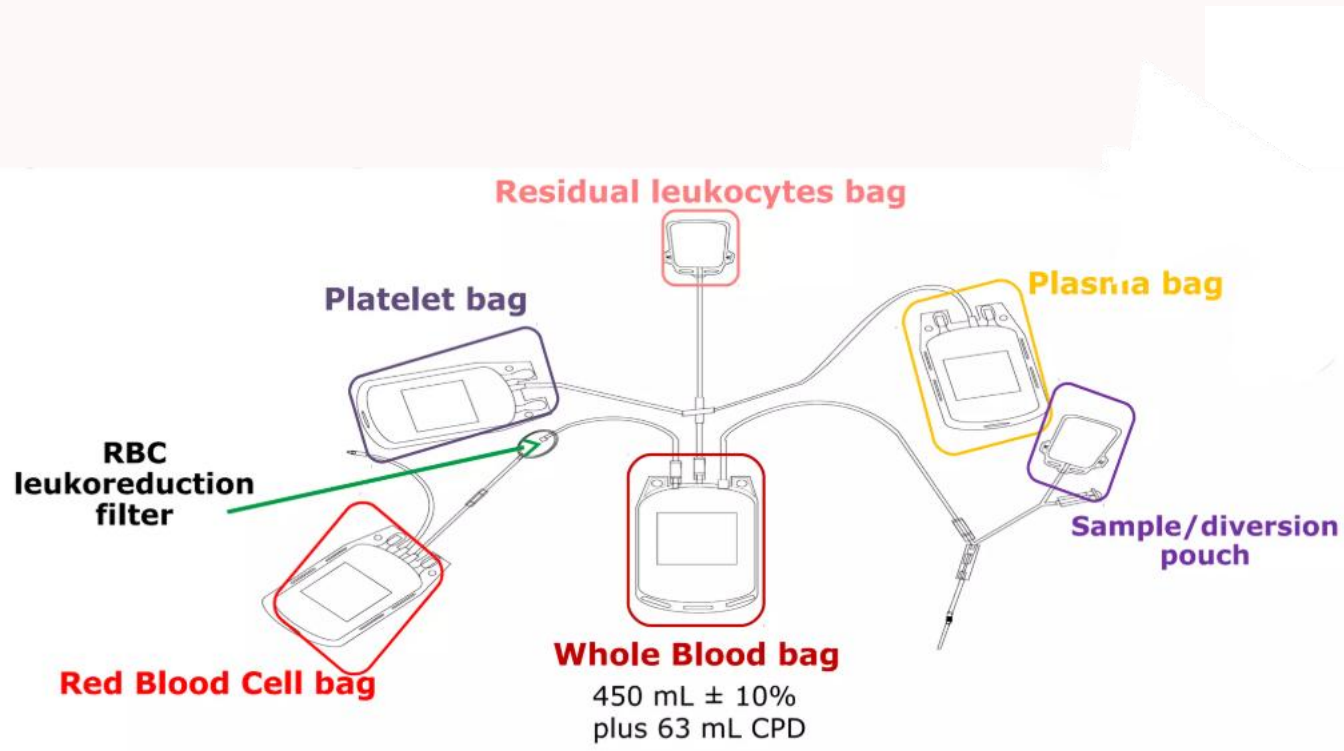 Residual leukocytes bag
Platelet bag
Plasma bag
RBC
leukoreduction
filter
Sample/diversion
pouch
Whole Blood bag
Red Blood Cell bag
450 mL ± 10%
plus 63 mL CPD